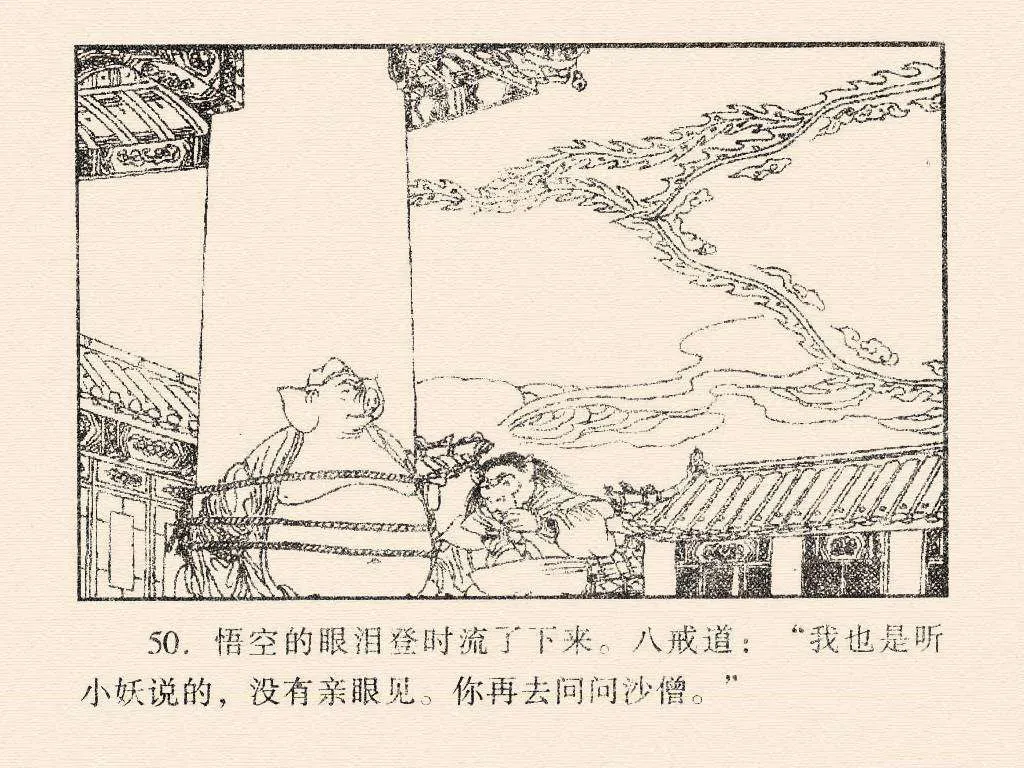 50. 悟空的眼泪登时流了下来。八戒道：“我也是听
小妖说的，没有亲眼见。你再去问问沙僧。”